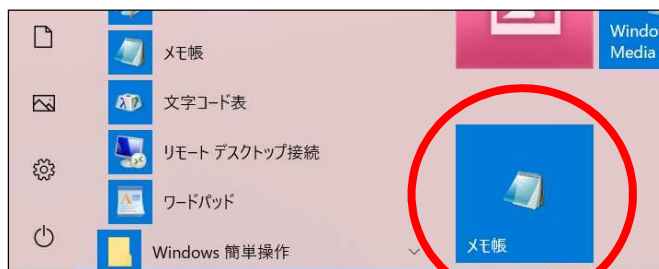 メモ帳
文字コード表
リモート デスクトップ接続
ワードパッド
Windows 簡単操作
Media
メモ帳